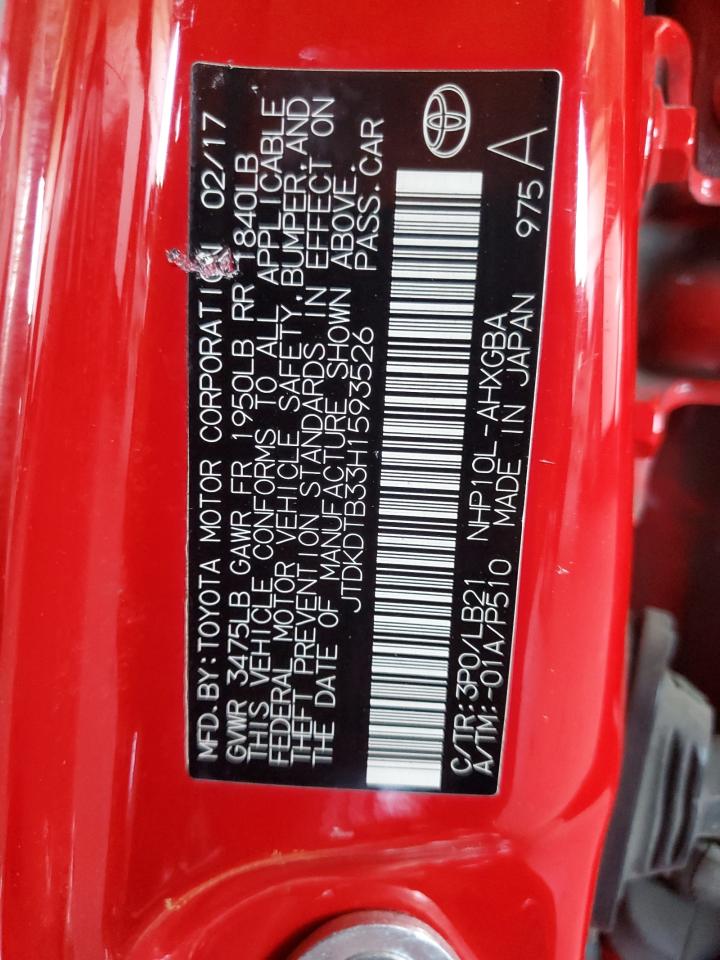 MFD.BY:TOYOTA MOTOR CORPORATION 02/17
GVWR 3475LB GAWR FR 1950LB RR 1840LB
THIS VEHICLE CONFORMS TO ALL APPLICABLE
FEDERAL MOTOR VEHICLE SAFETY,BUMPER,AND
THEFT PREVENTION STANDARDS IN EFFECT ON
THE DATE OF MANUFACTURE SHOWN ABOVE.
JTDKDTB33H1593526 PASS.CAR
C/TR:3P0/LB21 NHP10L-AHXGBA
A/TM:-01A/P510 MADE IN JAPAN 975 A